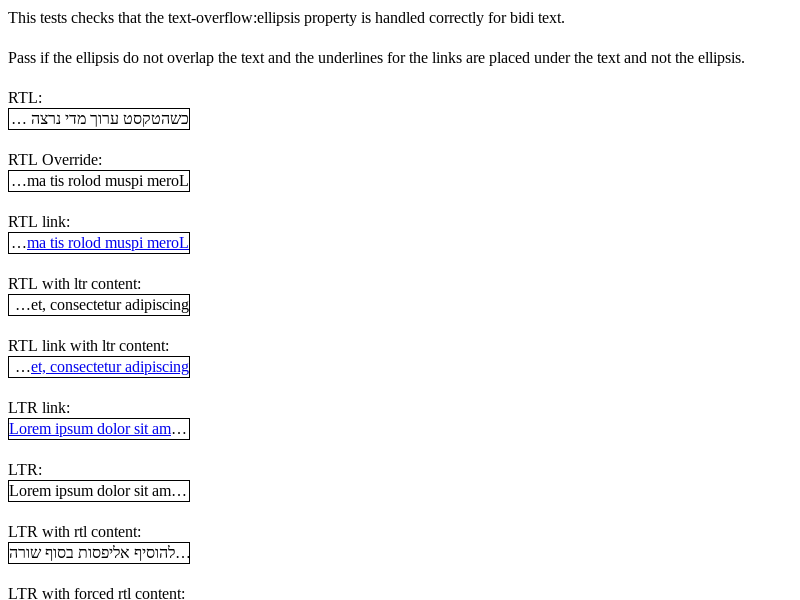 This tests checks that the text-overflow:ellipsis property is handled correctly for bidi text.
Pass if the ellipsis do not overlap the text and the underlines for the links are placed under the text and not the ellipsis.
RTL:
כשהטקסט ערוך מדי נרצה …
RTL Override:
…ma tis rolod muspi meroL
RTL link:
…ma tis rolod muspi meroL
RTL with ltr content:
…et, consectetur adipiscing
RTL link with ltr content:
…et, consectetur adipiscing
LTR link:
Lorem ipsum dolor sit am…
LTR:
Lorem ipsum dolor sit am…
LTR with rtl content:
להוסיף אליפסות בסוף שורה…
LTR with forced rtl content: